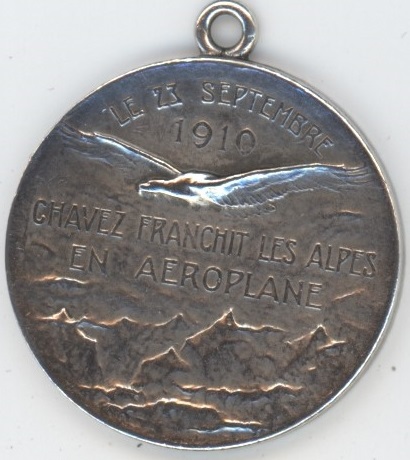 LE 23 SEPTEMBRE
1910
CHAVEZ FRANCHIT LES ALPES
EN AEROPLANE